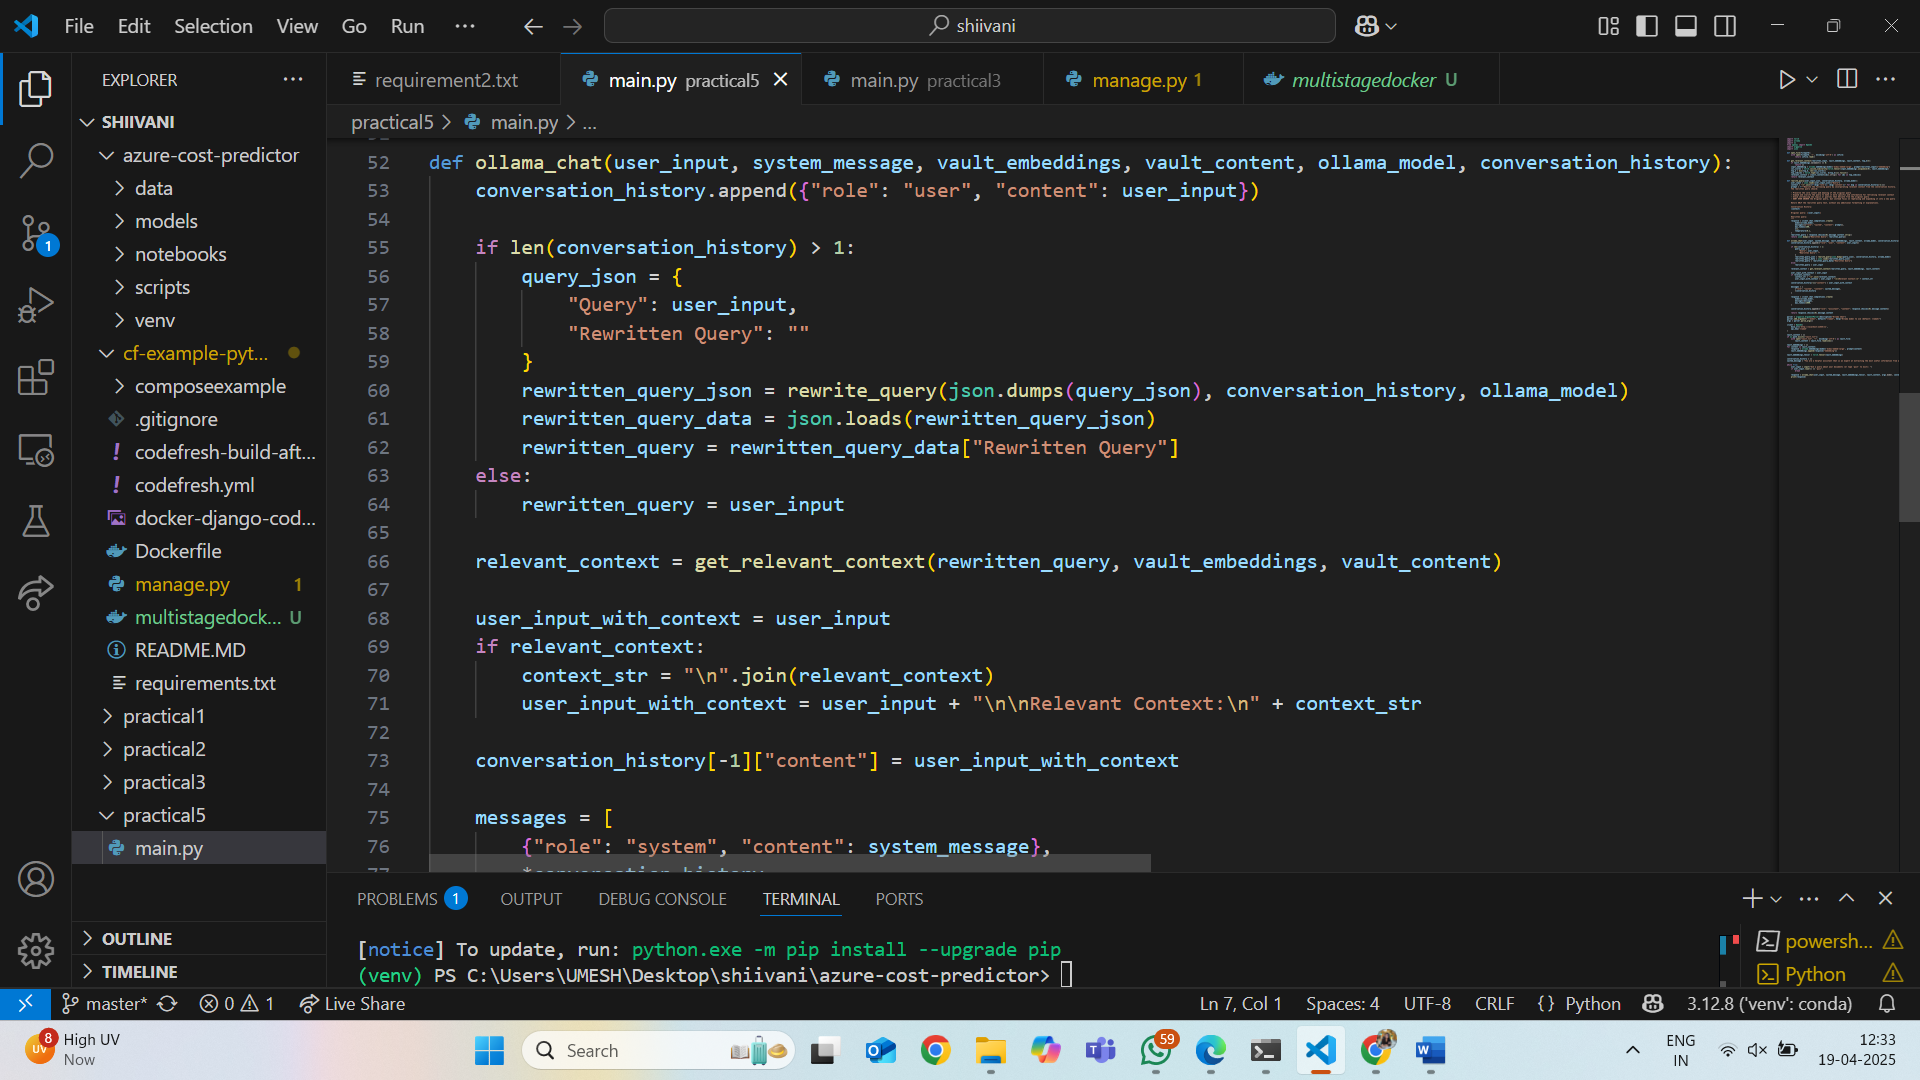 File Edit Selection View Go Run ...
shiivani
EXPLORER ...
SHIIVANI
azure-cost-predictor
data
models
notebooks
scripts
venv
cf-example-pyt...
composeexample
.gitignore
! codefresh-build-aft...
! codefresh.yml
docker-django-cod...
Dockerfile
manage.py 1
multistagedock... U
README.MD
requirements.txt
practical1
practical2
practical3
practical5
main.py
OUTLINE
TIMELINE
1
requirement2.txt
main.py practical5
main.py practical3
manage.py 1
multistagedocker U
practical5 > main.py > ...
52 def ollama_chat(user_input, system_message, vault_embeddings, vault_content, ollama_model, conversation_history):
53 conversation_history.append({"role": "user", "content": user_input})
54
55 if len(conversation_history) > 1:
56 query_json = {
57 "Query": user_input,
58 "Rewritten Query": ""
59 }
60 rewritten_query_json = rewrite_query(json.dumps(query_json), conversation_history, ollama_model)
61 rewritten_query_data = json.loads(rewritten_query_json)
62 rewritten_query = rewritten_query_data["Rewritten Query"]
63 else:
64 rewritten_query = user_input
65
66 relevant_context = get_relevant_context(rewritten_query, vault_embeddings, vault_content)
67
68 user_input_with_context = user_input
69 if relevant_context:
70 context_str = "\n".join(relevant_context)
71 user_input_with_context = user_input + "\n\nRelevant Context:\n" + context_str
72
73 conversation_history[-1]["content"] = user_input_with_context
74
75 messages = [
76 {"role": "system", "content": system_message},
PROBLEMS 1 OUTPUT DEBUG CONSOLE TERMINAL PORTS
[notice] To update, run: python.exe -m pip install --upgrade pip
(venv) PS C:\Users\UMESH\Desktop\shiivani\azure-cost-predictor>
powersh...
Python
master* 0 1 Live Share
Ln 7, Col 1 Spaces: 4 UTF-8 CRLF {} Python 3.12.8 ('venv': conda)
UV 8 High UV
Now
Search
59
ENG
IN
12:33
19-04-2025